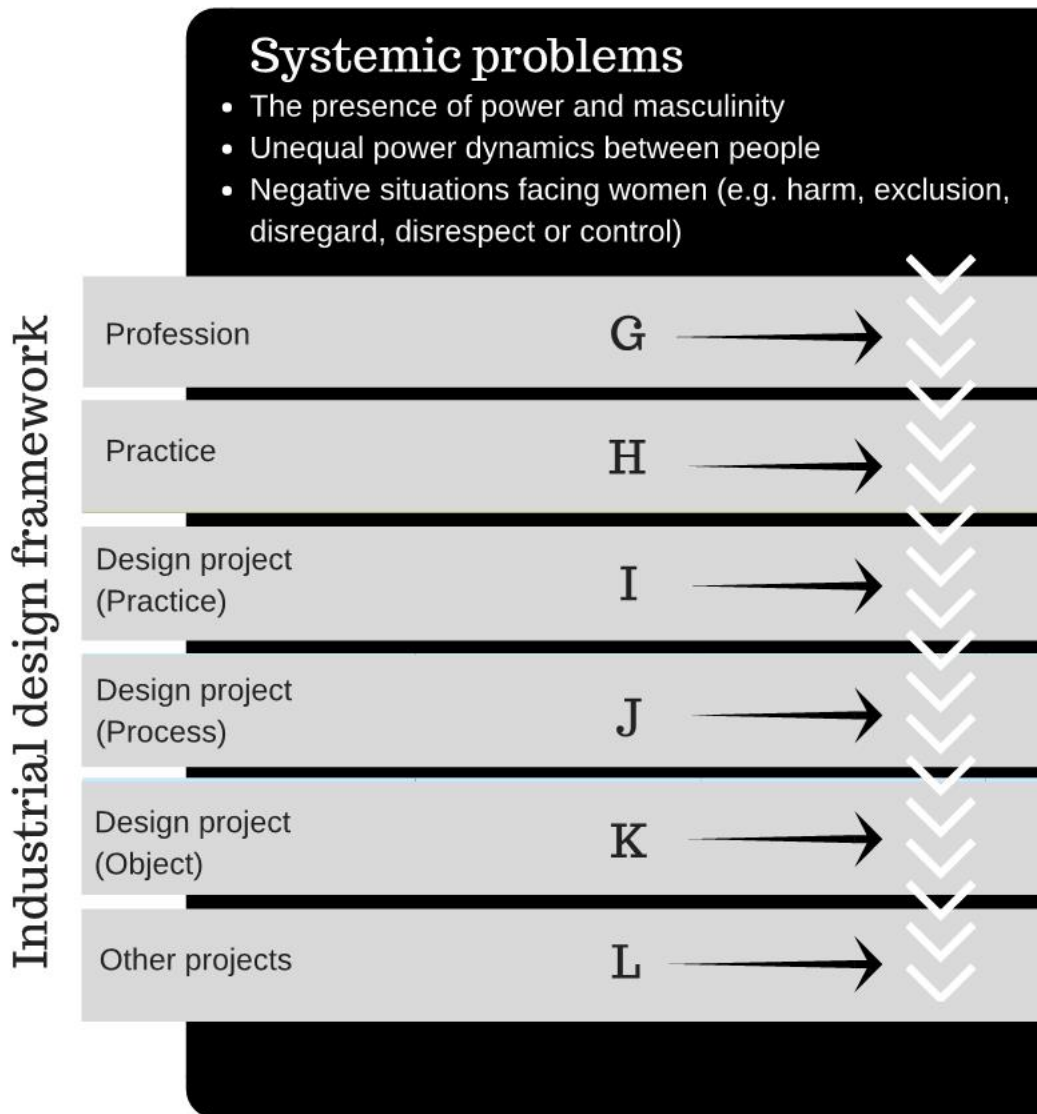 Systemic problems
• The presence of power and masculinity
• Unequal power dynamics between people
• Negative situations facing women (e.g. harm, exclusion,
disregard, disrespect or control)
Industrial design framework
Profession G
Practice H
Design project
(Practice)
I
Design project
(Process)
J
Design project
(Object)
K
Other projects L